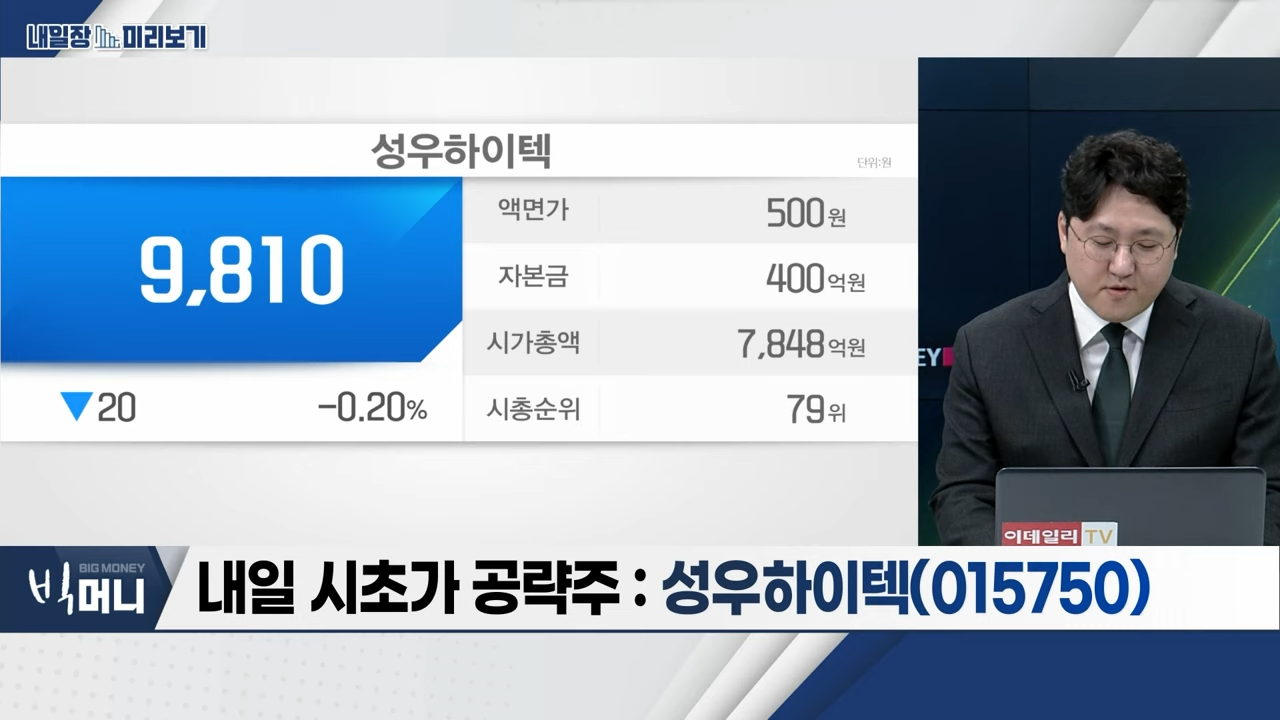 내일장 미리보기
성우하이텍
단위:원
9,810
▼20 -0.20%
액면가 500원
자본금 400억원
시가총액 7,848억원
시총순위 79위
EY
이데일리 TV
빅머니 BIG MONEY
내일 시초가 공략주 : 성우하이텍(015750)